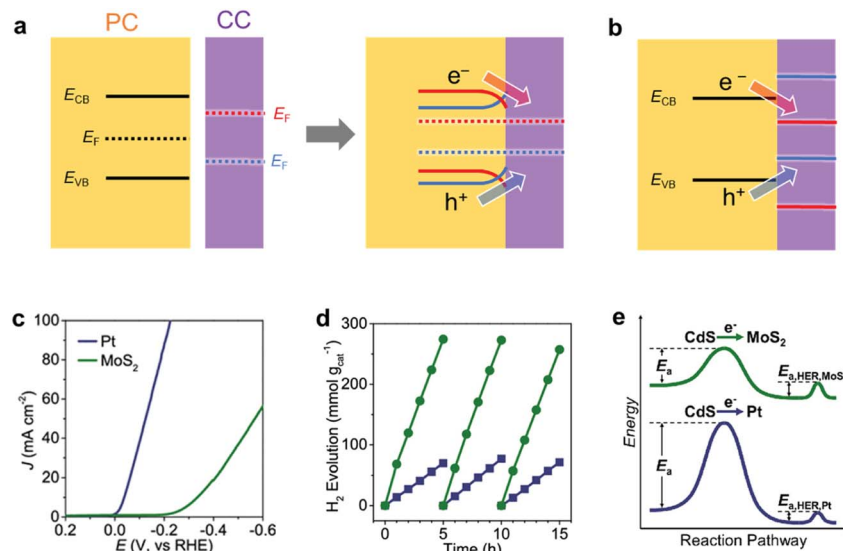 a
PC
CC
E_CB
E_F
E_VB
E_F
E_F
e⁻
h⁺
b
E_CB
E_VB
e⁻
h⁺
c
100
80
60
40
20
0
J (mA cm⁻²)
Pt
MoS₂
0.2
0.0
-0.2
-0.4
-0.6
E (V, vs RHE)
d
300
200
100
0
H₂ Evolution (mmol g_cat⁻¹)
0
5
10
15
Time (h)
e
Energy
e⁻
CdS → MoS₂
E_a
E_a,HER,MoS
e⁻
CdS → Pt
E_a
E_a,HER,Pt
Reaction Pathway